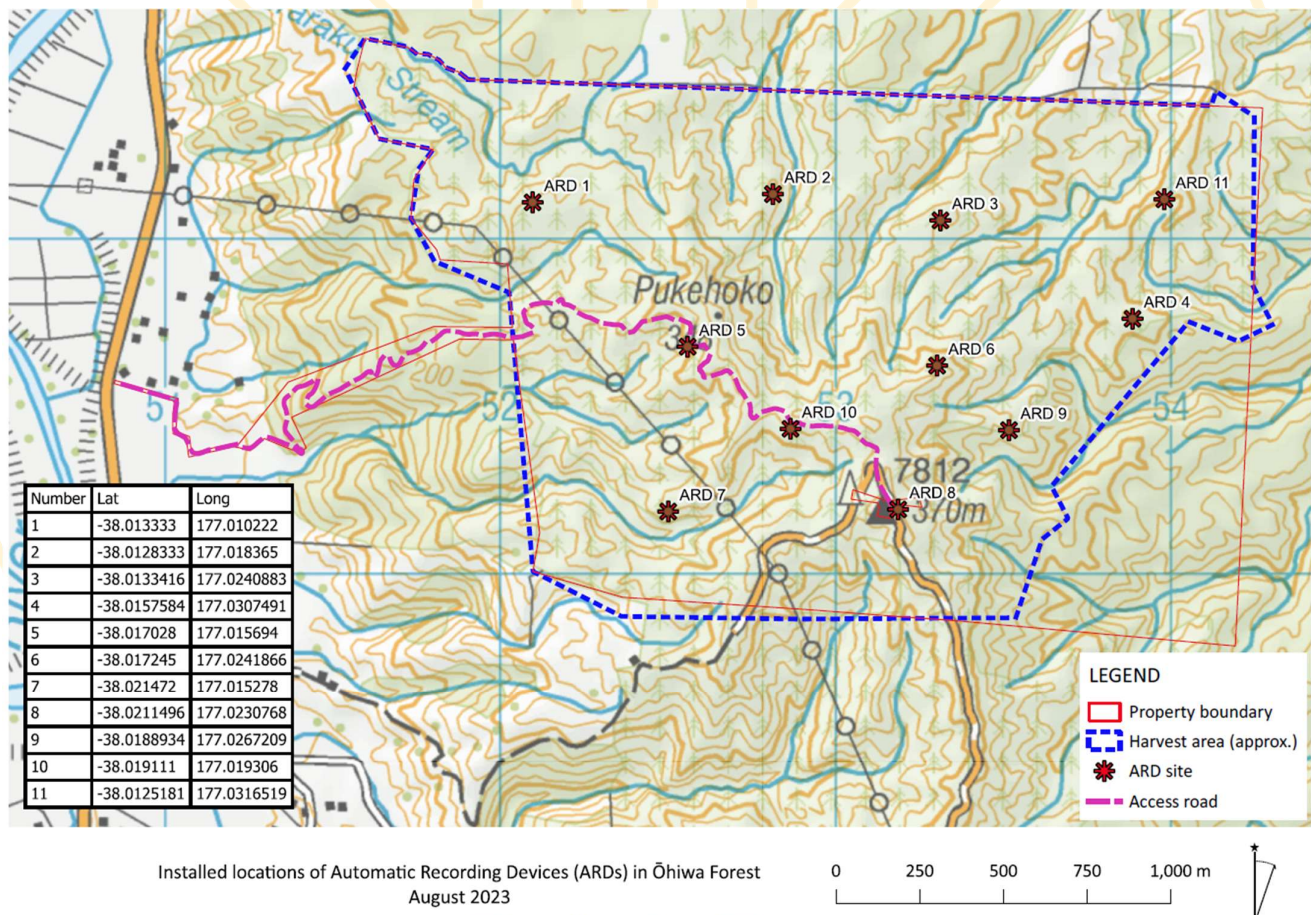 araku
Stream
ARD 1
ARD 2
ARD 11
ARD 3
Pukehoko
ARD 4
ARD 5
ARD 6
52
54
ARD 10
ARD 9
7812
ARD 7
ARD 8
370m
Number Lat Long
1 -38.013333 177.010222
2 -38.0128333 177.018365
3 -38.0133416 177.0240883
4 -38.0157584 177.0307491
5 -38.017028 177.015694
6 -38.017245 177.0241866
7 -38.021472 177.015278
8 -38.0211496 177.0230768
9 -38.0188934 177.0267209
10 -38.019111 177.019306
11 -38.0125181 177.0316519
LEGEND
Property boundary
Harvest area (approx.)
ARD site
Access road
Installed locations of Automatic Recording Devices (ARDs) in Ōhiwa Forest
August 2023
0 250 500 750 1,000 m